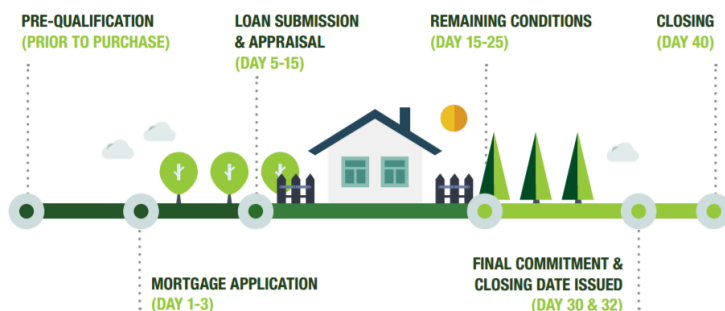 PRE-QUALIFICATION
(PRIOR TO PURCHASE)
LOAN SUBMISSION
& APPRAISAL
(DAY 5-15)
REMAINING CONDITIONS
(DAY 15-25)
CLOSING
(DAY 40)
MORTGAGE APPLICATION
(DAY 1-3)
FINAL COMMITMENT &
CLOSING DATE ISSUED
(DAY 30 & 32)